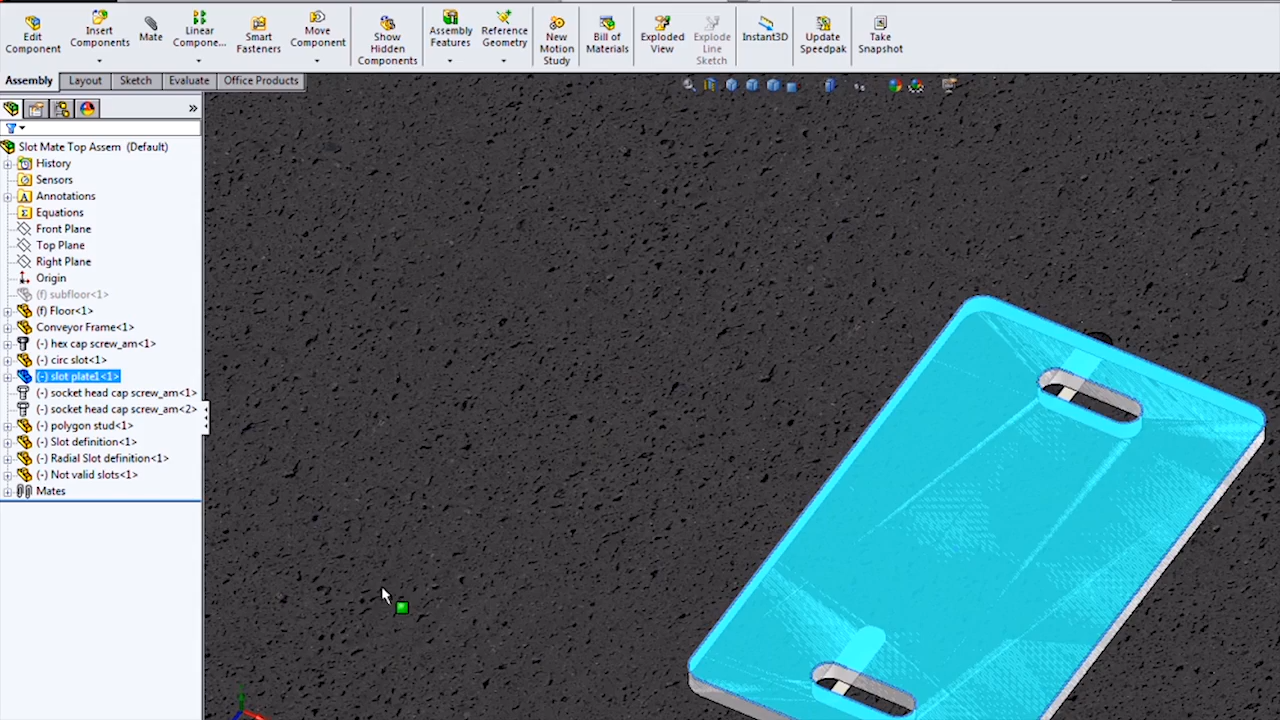 Edit Component
Insert Components
Mate
Linear Compone...
Smart Fasteners
Move Component
Show Hidden Components
Assembly Features
Reference Geometry
New Motion Study
Bill of Materials
Exploded View
Explode Line Sketch
Instant3D
Update Speedpak
Take Snapshot
Assembly
Layout
Sketch
Evaluate
Office Products
»
Slot Mate Top Assem (Default)
History
Sensors
A Annotations
Σ Equations
Front Plane
Top Plane
Right Plane
Origin
(f) subfloor<1>
(f) Floor<1>
Conveyor Frame<1>
(-) hex cap screw_am<1>
(-) circ slot<1>
(-) slot plate1<1>
(-) socket head cap screw_am<1>
(-) socket head cap screw_am<2>
(-) polygon stud<1>
(-) Slot definition<1>
(-) Radial Slot definition<1>
(-) Not valid slots<1>
Mates